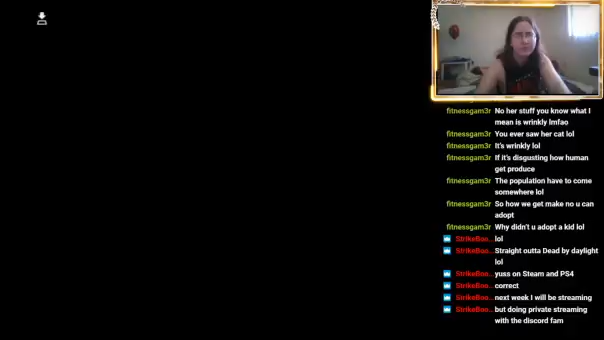 fitnessgam3r No her stuff you know what I
mean is wrinkly lmfao
fitnessgam3r You ever saw her cat lol
fitnessgam3r It's wrinkly lol
fitnessgam3r If it's disgusting how human
get produce
fitnessgam3r The population have to come
somewhere lol
fitnessgam3r So how we get make no u can
adopt
fitnessgam3r Why didn't u adopt a kid lol
StrikeBoo... lol
StrikeBoo... Straight outta Dead by daylight
lol
StrikeBoo... yuss on Steam and PS4
StrikeBoo... correct
StrikeBoo... next week I will be streaming
StrikeBoo... but doing private streaming
with the discord fam